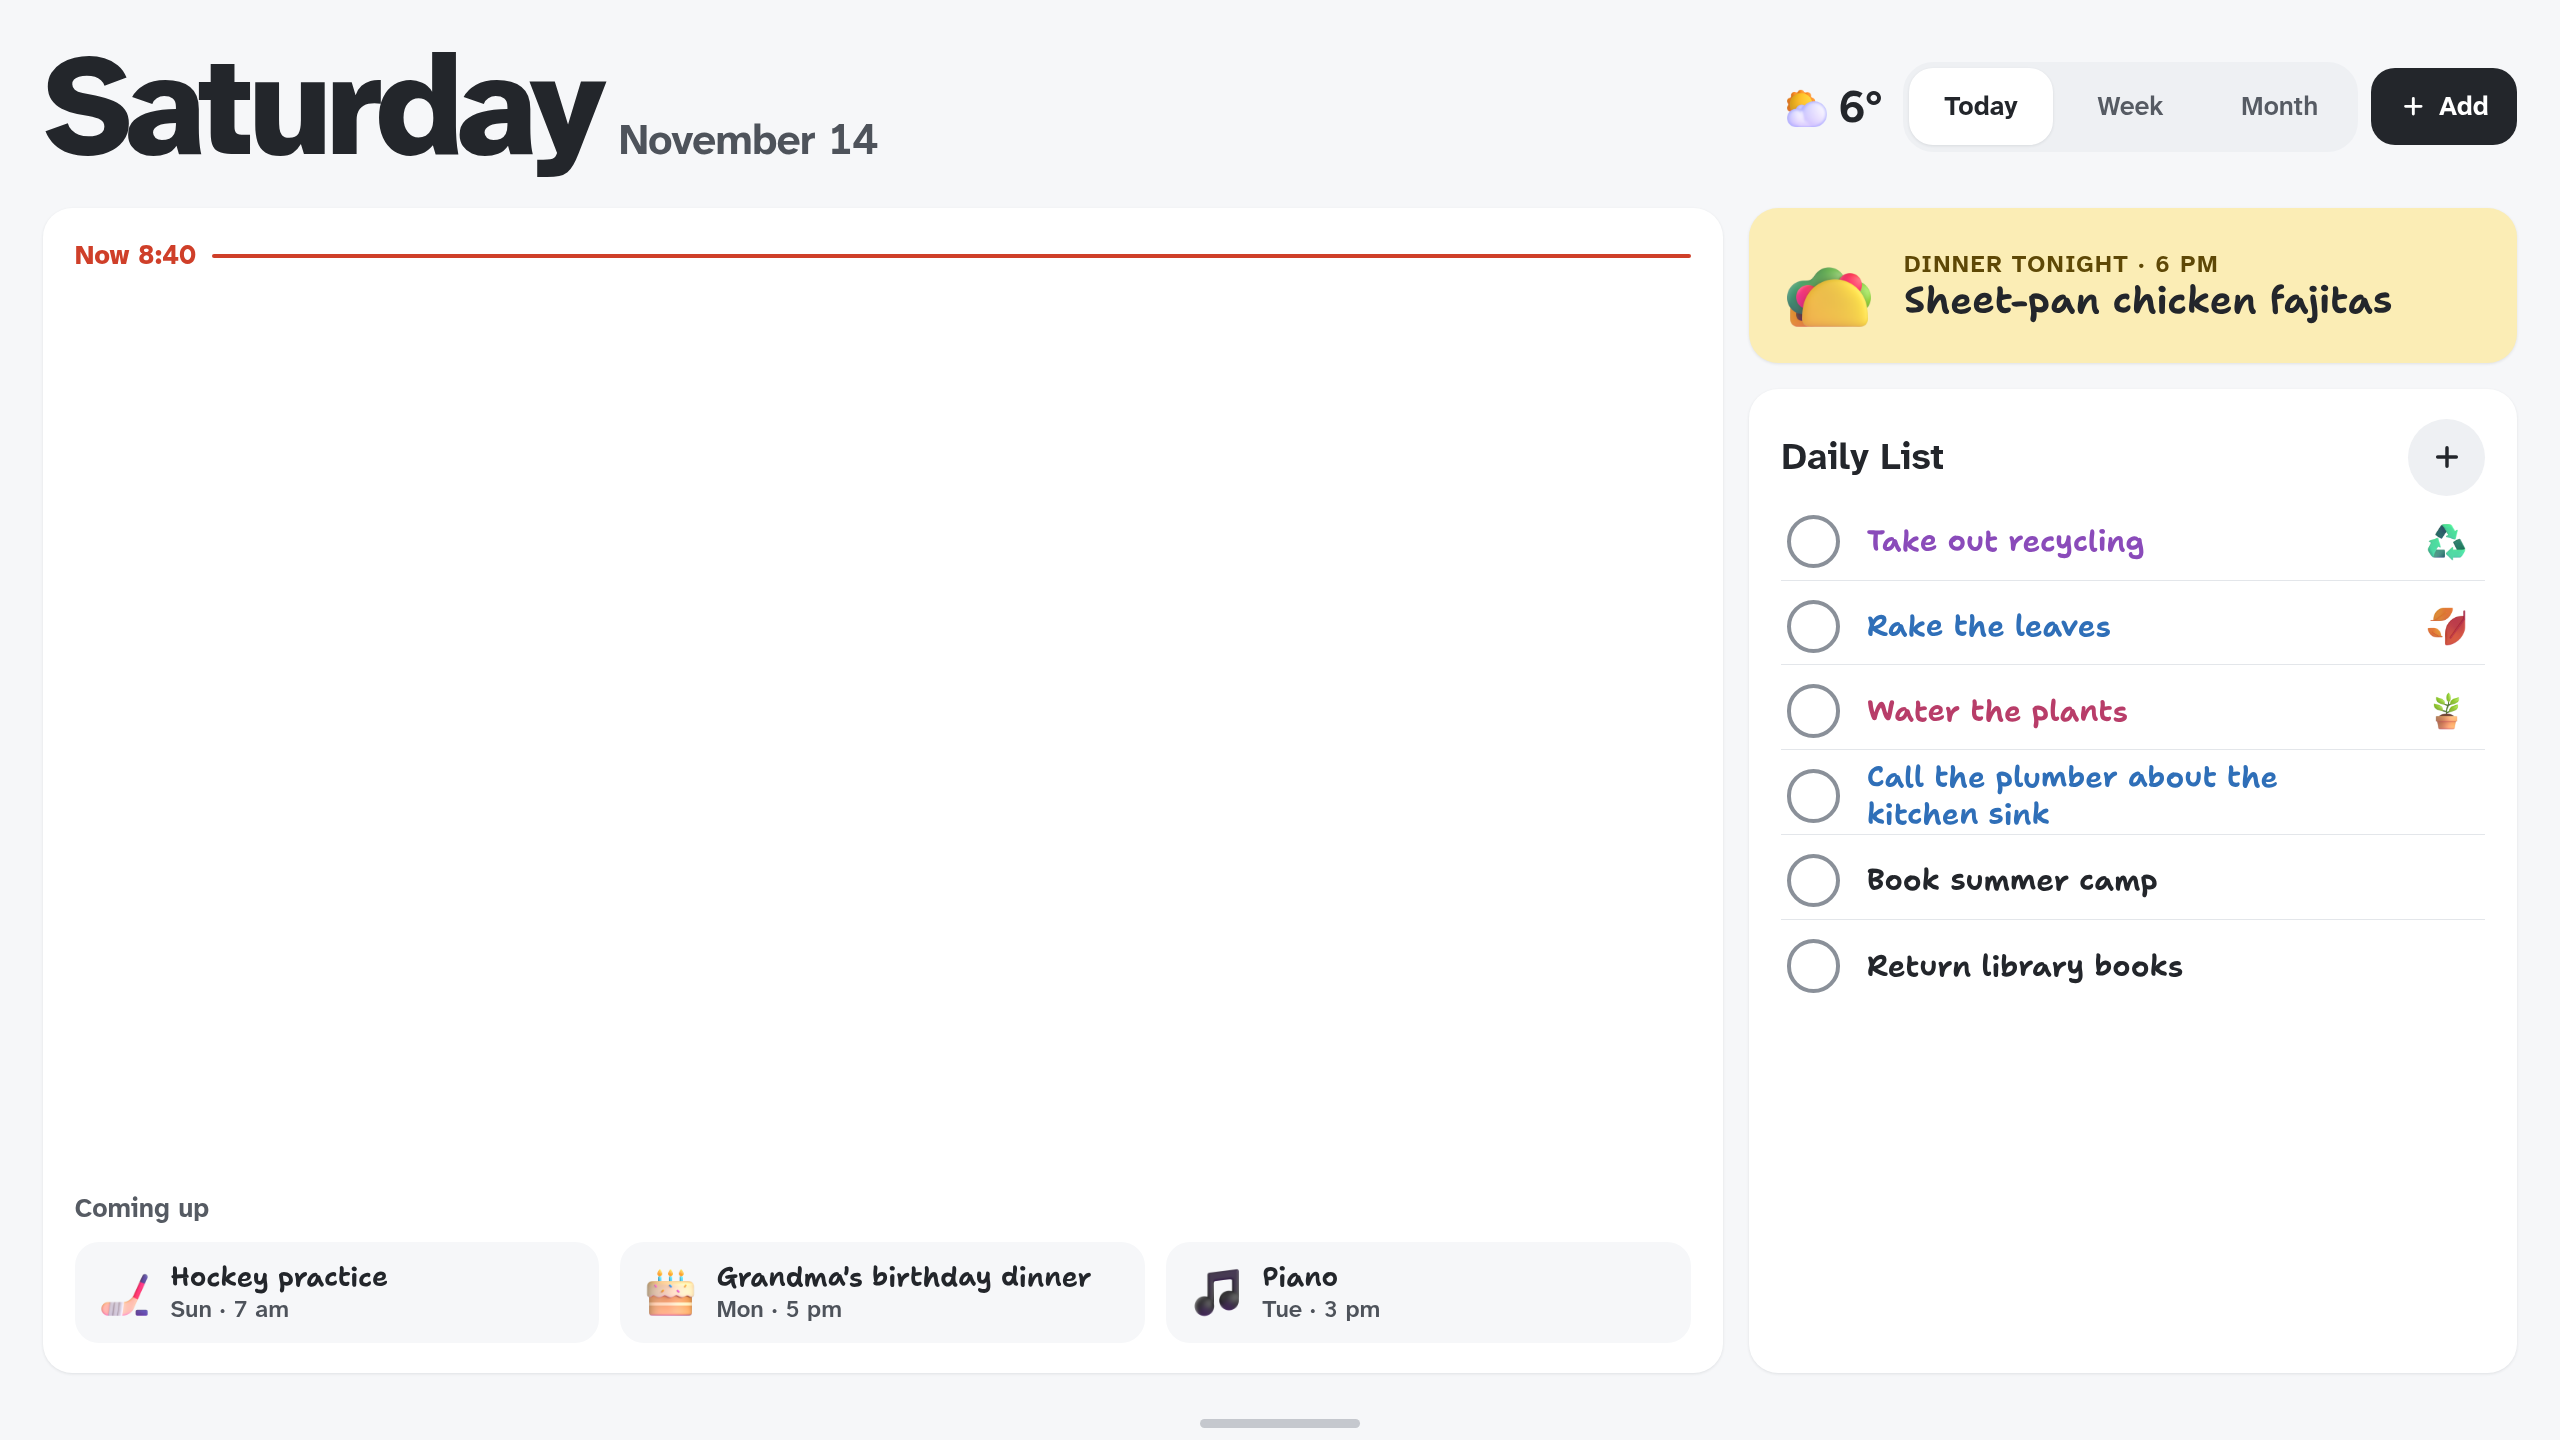 Saturday November 14
6°
Today
Week
Month
+ Add
Now 8:40
Coming up
Hockey practice
Sun · 7 am
Grandma's birthday dinner
Mon · 5 pm
Piano
Tue · 3 pm
DINNER TONIGHT · 6 PM
Sheet-pan chicken fajitas
Daily List
+
Take out recycling
Rake the leaves
Water the plants
Call the plumber about the
kitchen sink
Book summer camp
Return library books